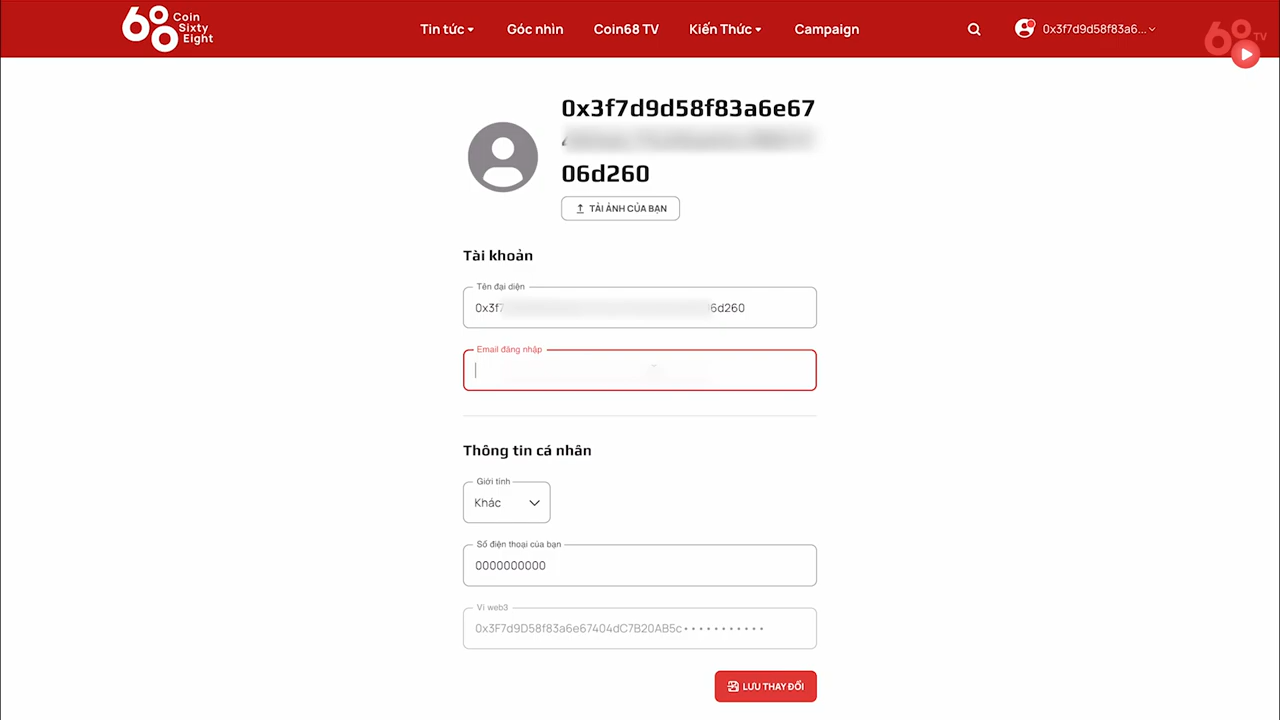 Coin
Sixty
Eight
Tin tức
Góc nhìn
Coin68 TV
Kiến Thức
Campaign
0x3f7d9d58f83a6...
TV
0x3f7d9d58f83a6e67
06d260
TẢI ẢNH CỦA BẠN
Tài khoản
Tên đại diện
0x3f7 6d260
Email đăng nhập
Thông tin cá nhân
Giới tính
Khác
Số điện thoại của bạn
0000000000
Ví web3
0x3F7d9D58f83a6e67404dC7B20AB5c•••••••••••
LƯU THAY ĐỔI